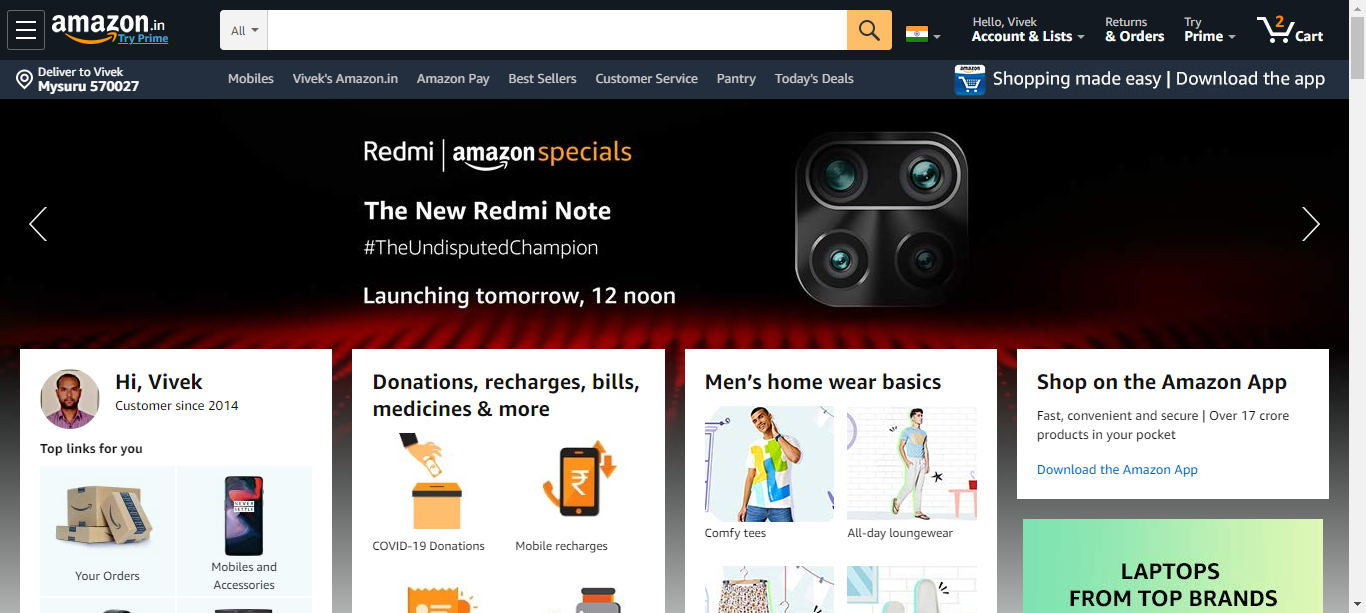 amazon.in
Try Prime
All
Hello, Vivek
Account & Lists
Returns
& Orders
Try
Prime
2
Cart
Deliver to Vivek
Mysuru 570027
Mobiles
Vivek's Amazon.in
Amazon Pay
Best Sellers
Customer Service
Pantry
Today's Deals
amazon
Shopping made easy | Download the app
Redmi | amazonspecials
The New Redmi Note
#TheUndisputedChampion
Launching tomorrow, 12 noon
Hi, Vivek
Customer since 2014
Top links for you
Your Orders
NEVER
SETTLE
Mobiles and
Accessories
Donations, recharges, bills,
medicines & more
₹
COVID-19 Donations
Mobile recharges
Men’s home wear basics
Comfy tees
All-day loungewear
Shop on the Amazon App
Fast, convenient and secure | Over 17 crore
products in your pocket
Download the Amazon App
LAPTOPS
FROM TOP BRANDS